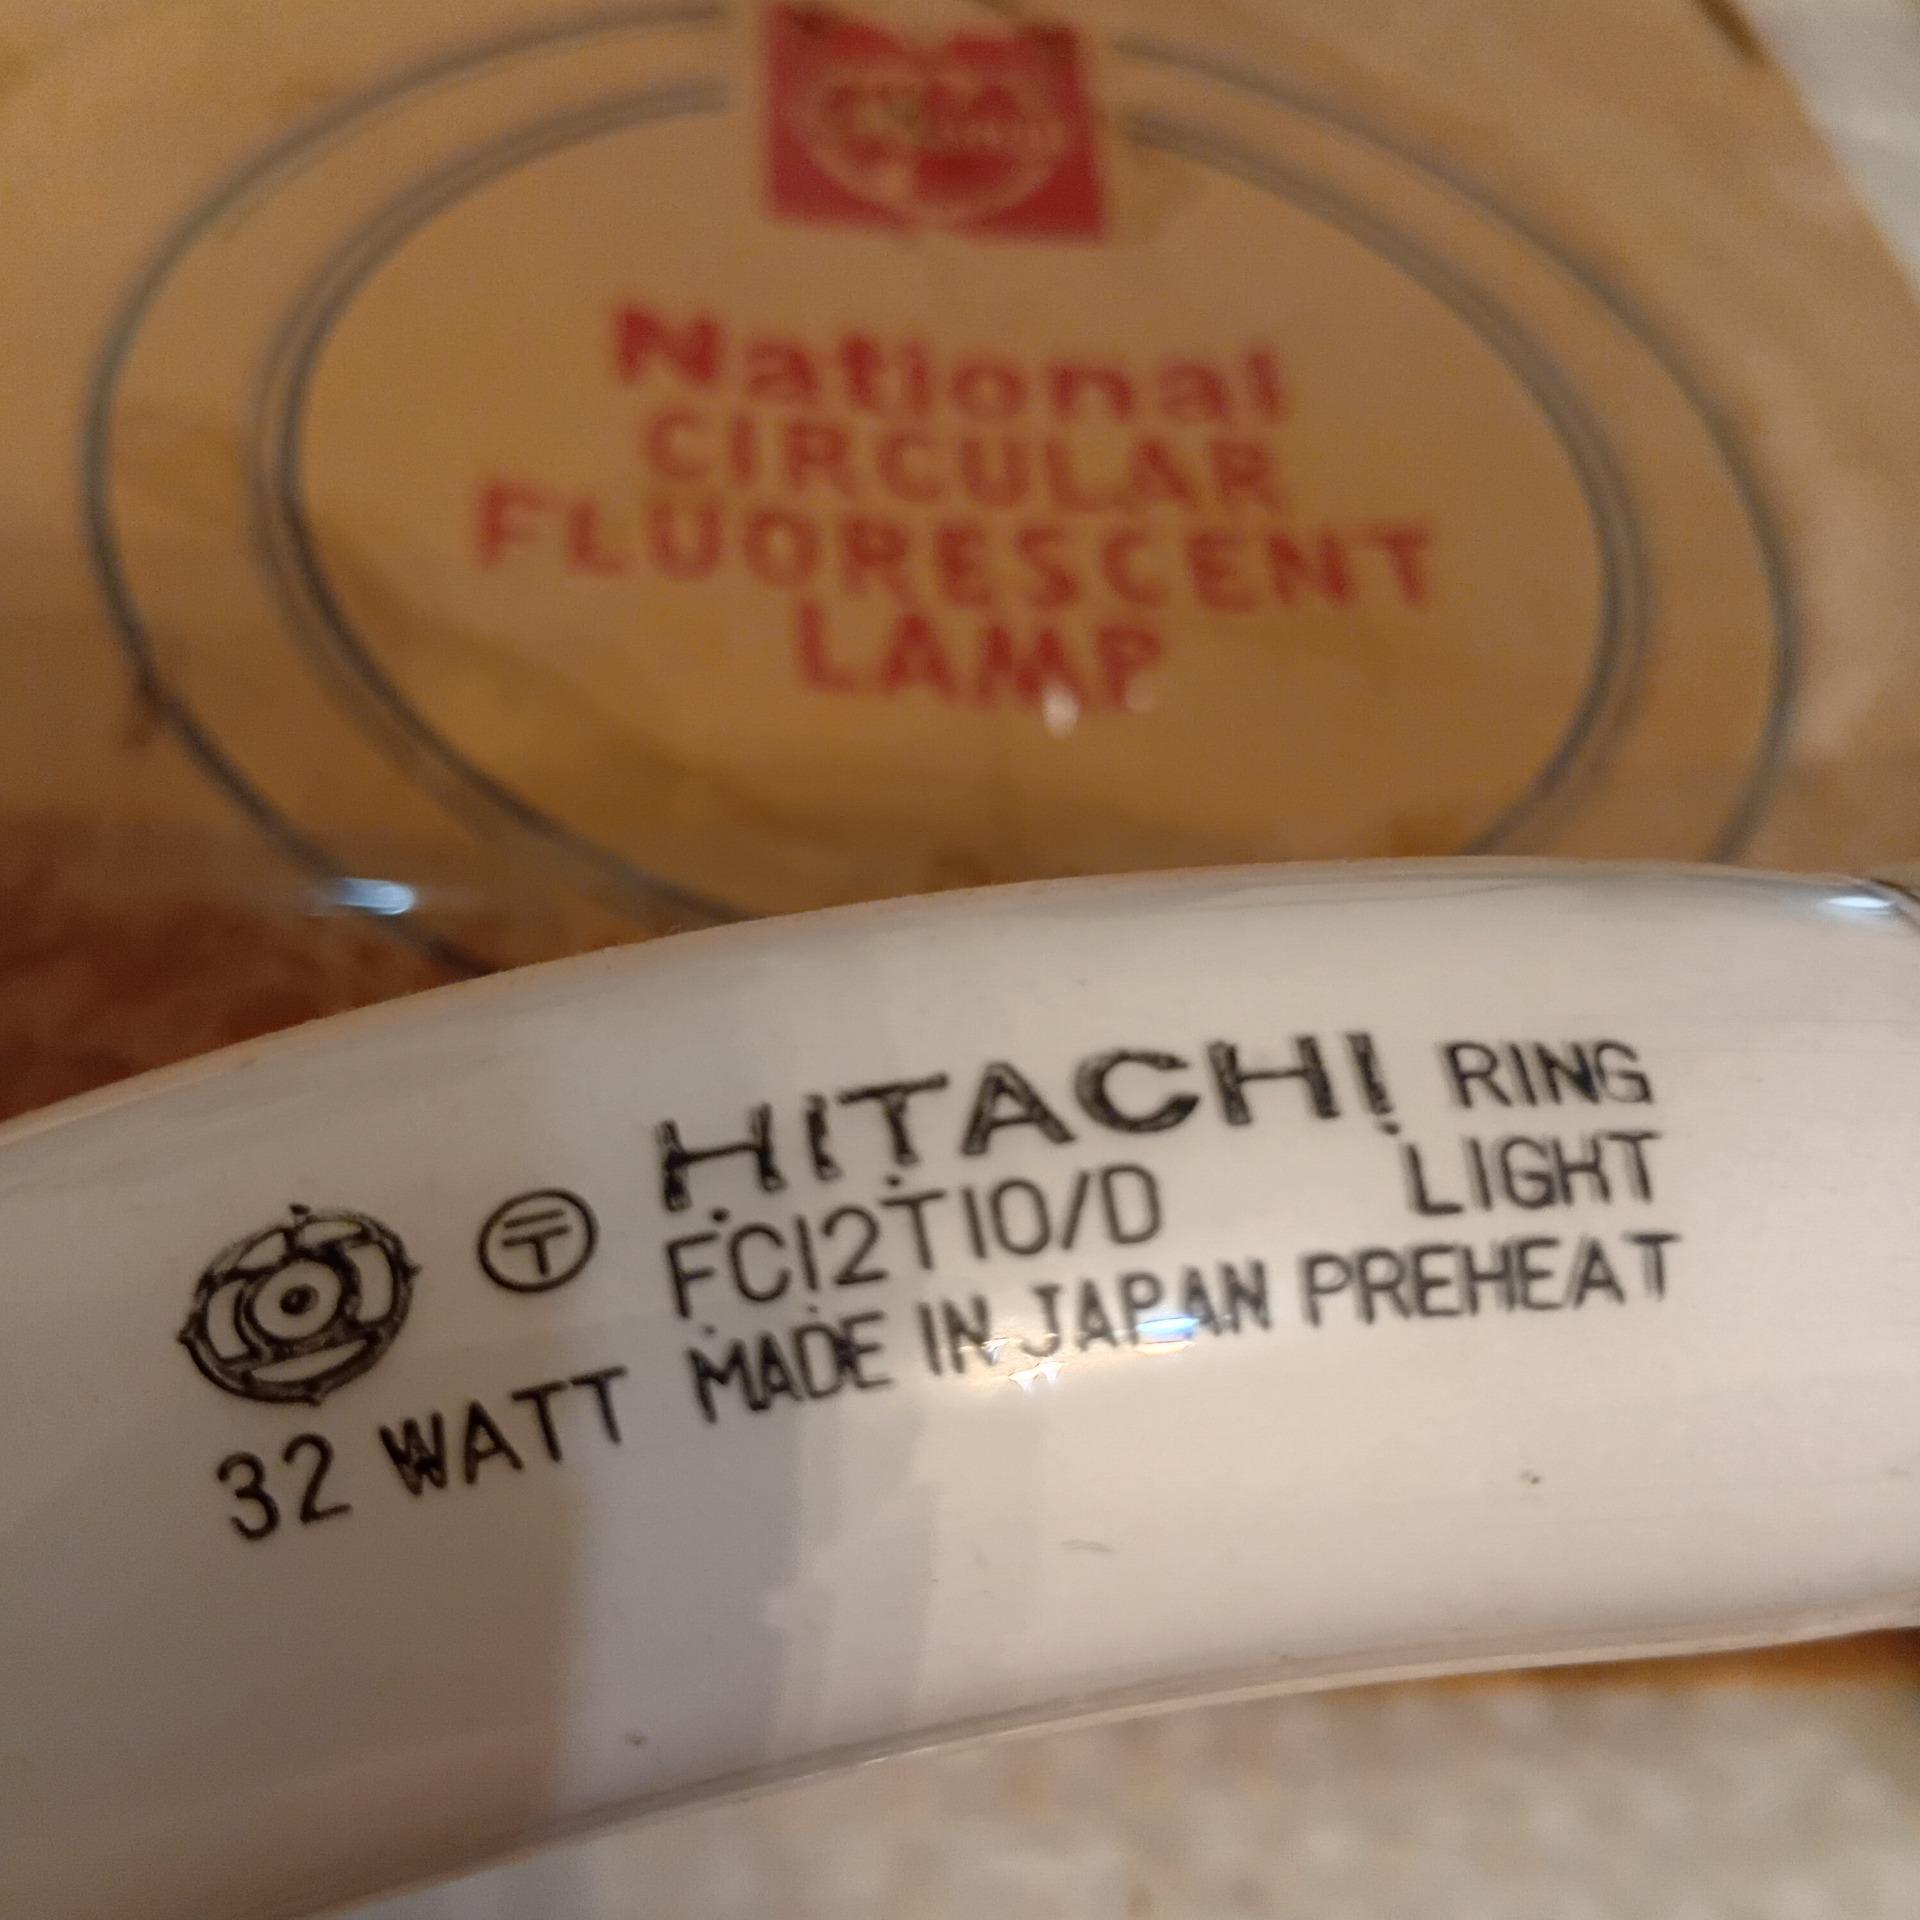 National
CIRCULAR
FLUORESCENT
LAMP
HITACHI RING
FC12T10/D LIGHT
32 WATT MADE IN JAPAN PREHEAT